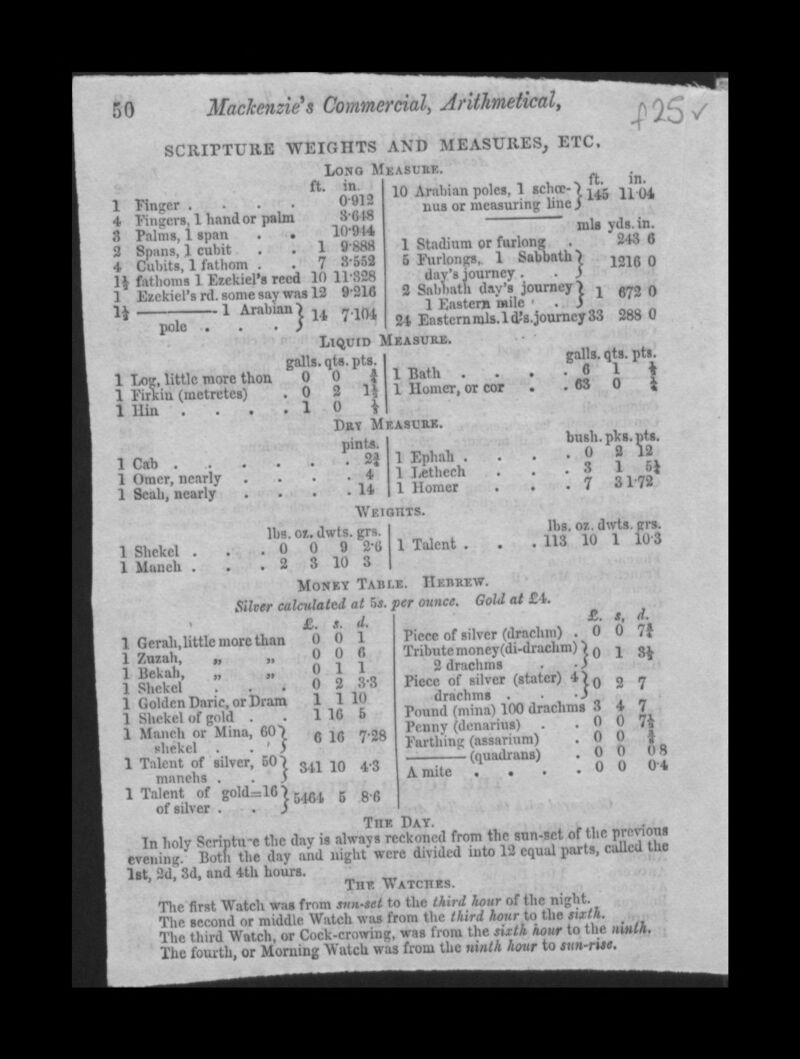 50 Mackenzie's Commercial, Arithmetical,
p25 ✓
SCRIPTURE WEIGHTS AND MEASURES, ETC.
LONG MEASURE.
ft. in.
1 Finger . . . . 0·912
4 Fingers, 1 hand or palm 3·648
3 Palms, 1 span . . 10·944
2 Spans, 1 cubit . . 1 9·888
4 Cubits, 1 fathom . . 7 3·552
1½ fathoms 1 Ezekiel's reed 10 11·328
1 Ezekiel's rd. some say was 12 9·216
1⅓ ——— 1 Arabian } 14 7·104
pole . . . }
ft. in.
10 Arabian poles, 1 schœ- } 145 11·04
nus or measuring line }
mls yds. in.
1 Stadium or furlong . 243 6
5 Furlongs, 1 Sabbath } 1216 0
day's journey . . }
2 Sabbath day's journey } 1 672 0
1 Eastern mile . }
24 Eastern mls. 1 d's. journey 33 288 0
LIQUID MEASURE.
galls. qts. pts.
1 Log, little more thon 0 0 ¾
1 Firkin (metretes) . 0 2 1½
1 Hin . . . . 1 0 ⅓
galls. qts. pts.
1 Bath . . . . 6 1 ½
1 Homer, or cor . . 63 0 ¼
DRY MEASURE.
pints.
1 Cab . . . . . . 2¾
1 Omer, nearly . . . . 4
1 Seah, nearly . . . . 14
bush. pks. pts.
1 Ephah . . . . 0 2 12
1 Lethech . . . 3 1 5¼
1 Homer . . . 7 3 1·72
WEIGHTS.
lbs. oz. dwts. grs.
1 Shekel . . . 0 0 9 2·6
1 Maneh . . . 2 3 10 3
lbs. oz. dwts. grs.
1 Talent . . . 113 10 1 10·3
MONEY TABLE. HEBREW.
Silver calculated at 5s. per ounce. Gold at £4.
£. s. d.
1 Gerah, little more than 0 0 1
1 Zuzah, „ „ 0 0 6
1 Bekah, „ „ 0 1 1
1 Shekel . . . 0 2 3·3
1 Golden Daric, or Dram 1 1 10
1 Shekel of gold . . 1 16 5
1 Maneh or Mina, 60 } 6 16 7·28
shekel . . }
1 Talent of silver, 50 } 341 10 4·3
manehs . . }
1 Talent of gold=16 } 5464 5 8·6
of silver . . }
£. s, d.
Piece of silver (drachm) . 0 0 7¾
Tribute money (di-drachm) } 0 1 3½
2 drachms . . }
Piece of silver (stater) 4 } 0 2 7
drachms . . . }
Pound (mina) 100 drachms 3 4 7
Penny (denarius) . . 0 0 7½
Farthing (assarium) . 0 0 ¾
——— (quadrans) . 0 0 0 8
A mite . . . . 0 0 0·4
THE DAY.
In holy Scripture the day is always reckoned from the sun-set of the previous
evening. Both the day and night were divided into 12 equal parts, called the
1st, 2d, 3d, and 4th hours.
THE WATCHES.
The first Watch was from sun-set to the third hour of the night.
The second or middle Watch was from the third hour to the sixth.
The third Watch, or Cock-crowing, was from the sixth hour to the ninth.
The fourth, or Morning Watch was from the ninth hour to sun-rise.